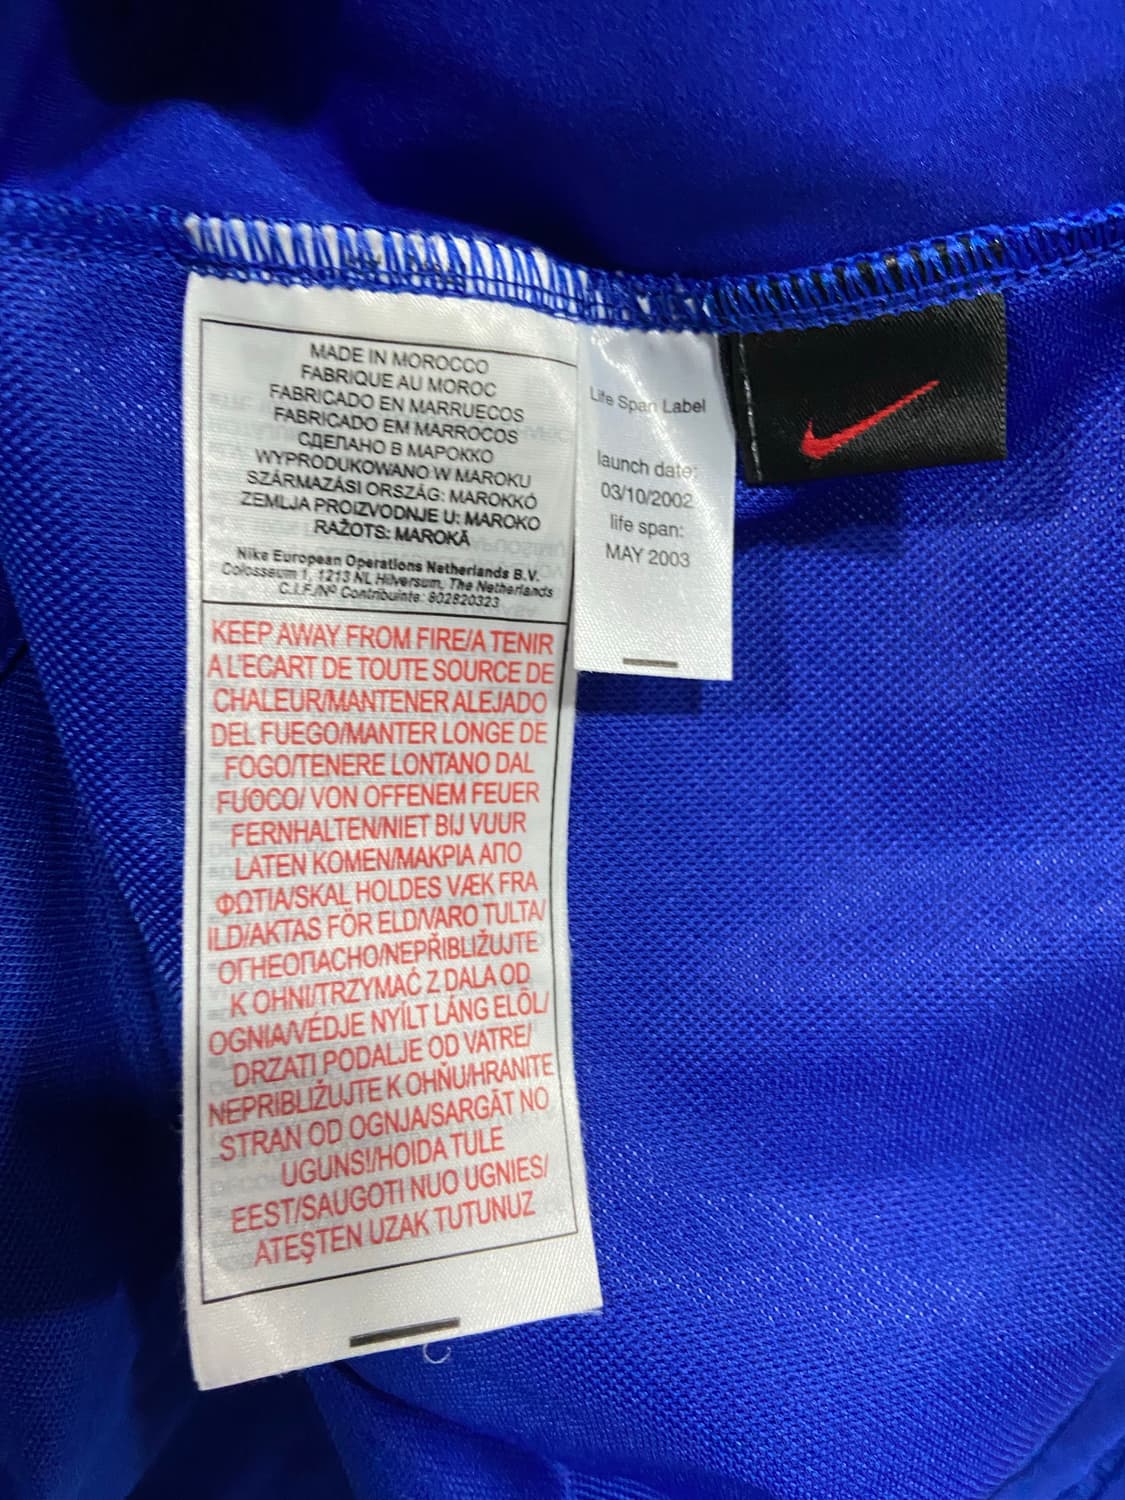 MADE IN MOROCCO
FABRIQUE AU MOROC
FABRICADO EN MARRUECOS
FABRICADO EM MARROCOS
СДЕЛАНО В МАРОККО
WYPRODUKOWANO W MAROKU
SZÁRMAZÁSI ORSZÁG: MAROKKÓ
ZEMLJA PROIZVODNJE U: MAROKO
RAŽOTS: MAROKĀ
Nike European Operations Netherlands B.V.
Colosseum 1, 1213 NL Hilversum, The Netherlands
C.I.F./Nº Contribuinte: 802820323
KEEP AWAY FROM FIRE/A TENIR
A L'ECART DE TOUTE SOURCE DE
CHALEUR/MANTENER ALEJADO
DEL FUEGO/MANTER LONGE DE
FOGO/TENERE LONTANO DAL
FUOCO/ VON OFFENEM FEUER
FERNHALTEN/NIET BIJ VUUR
LATEN KOMEN/ΜΑΚΡΙΑ ΑΠΟ
ΦΩΤΙΑ/SKAL HOLDES VÆK FRA
ILD/AKTAS FÖR ELD/VARO TULTA/
ОГНЕОПАСНО/NEPŘIBLIŽUJTE
K OHNI/TRZYMAĆ Z DALA OD
OGNIA/VÉDJE NYÍLT LÁNG ELÖL/
DRZATI PODALJE OD VATRE/
NEPRIBLIŽUJTE K OHŇU/HRANITE
STRAN OD OGNJA/SARGĀT NO
UGUNS!/HOIDA TULE
EEST/SAUGOTI NUO UGNIES/
ATEŞTEN UZAK TUTUNUZ
Life Span Label
launch date:
03/10/2002
life span:
MAY 2003